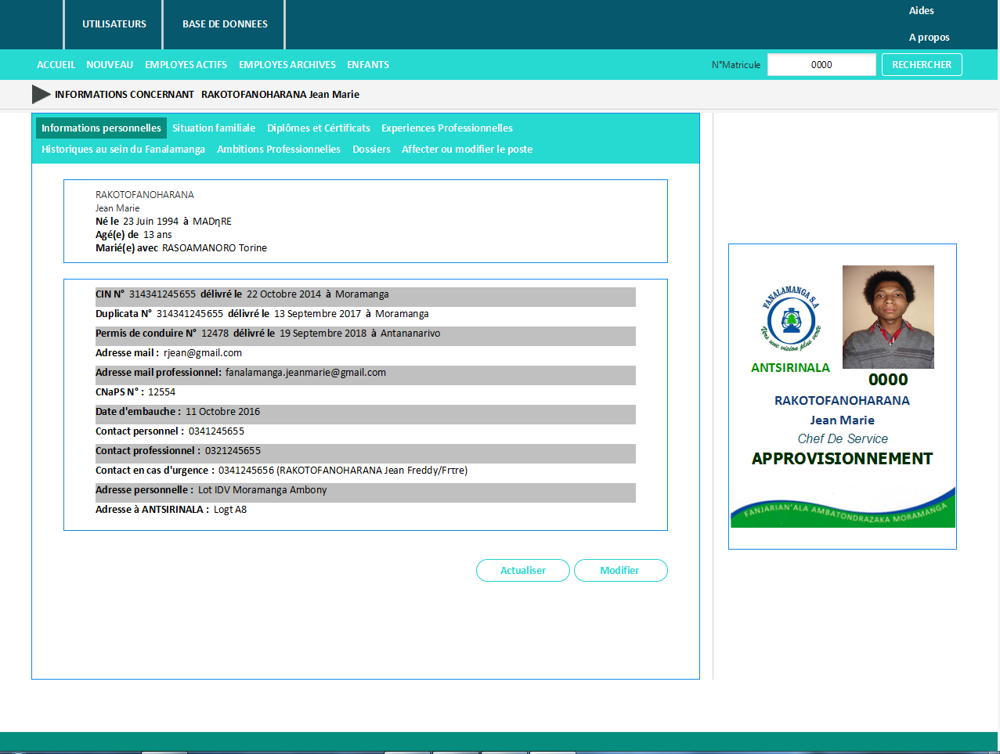 UTILISATEURS
BASE DE DONNEES
Aides
A propos
ACCUEIL NOUVEAU EMPLOYES ACTIFS EMPLOYES ARCHIVES ENFANTS
N°Matricule 0000 RECHERCHER
INFORMATIONS CONCERNANT RAKOTOFANOHARANA Jean Marie
Informations personnelles Situation familiale Diplômes et Cértificats Experiences Professionnelles
Historiques au sein du Fanalamanga Ambitions Professionnelles Dossiers Affecter ou modifier le poste
RAKOTOFANOHARANA
Jean Marie
Né le 23 Juin 1994 à MADηRE
Agé(e) de 13 ans
Marié(e) avec RASOAMANORO Torine
CIN N° 314341245655 délivré le 22 Octobre 2014 à Moramanga
Duplicata N° 314341245655 délivré le 13 Septembre 2017 à Moramanga
Permis de conduire N° 12478 délivré le 19 Septembre 2018 à Antananarivo
Adresse mail : rjean@gmail.com
Adresse mail professionnel: fanalamanga.jeanmarie@gmail.com
CNaPS N° : 12554
Date d'embauche : 11 Octobre 2016
Contact personnel : 0341245655
Contact professionnel : 0321245655
Contact en cas d'urgence : 0341245656 (RAKOTOFANOHARANA Jean Freddy/Frτre)
Adresse personnelle : Lot IDV Moramanga Ambony
Adresse à ANTSIRINALA : Logt A8
Actualiser
Modifier
FANALAMANGA S.A
Vers une vision plus verte
ANTSIRINALA
0000
RAKOTOFANOHARANA
Jean Marie
Chef De Service
APPROVISIONNEMENT
FANJARIAN'ALA AMBATONDRAZAKA MORAMANGA